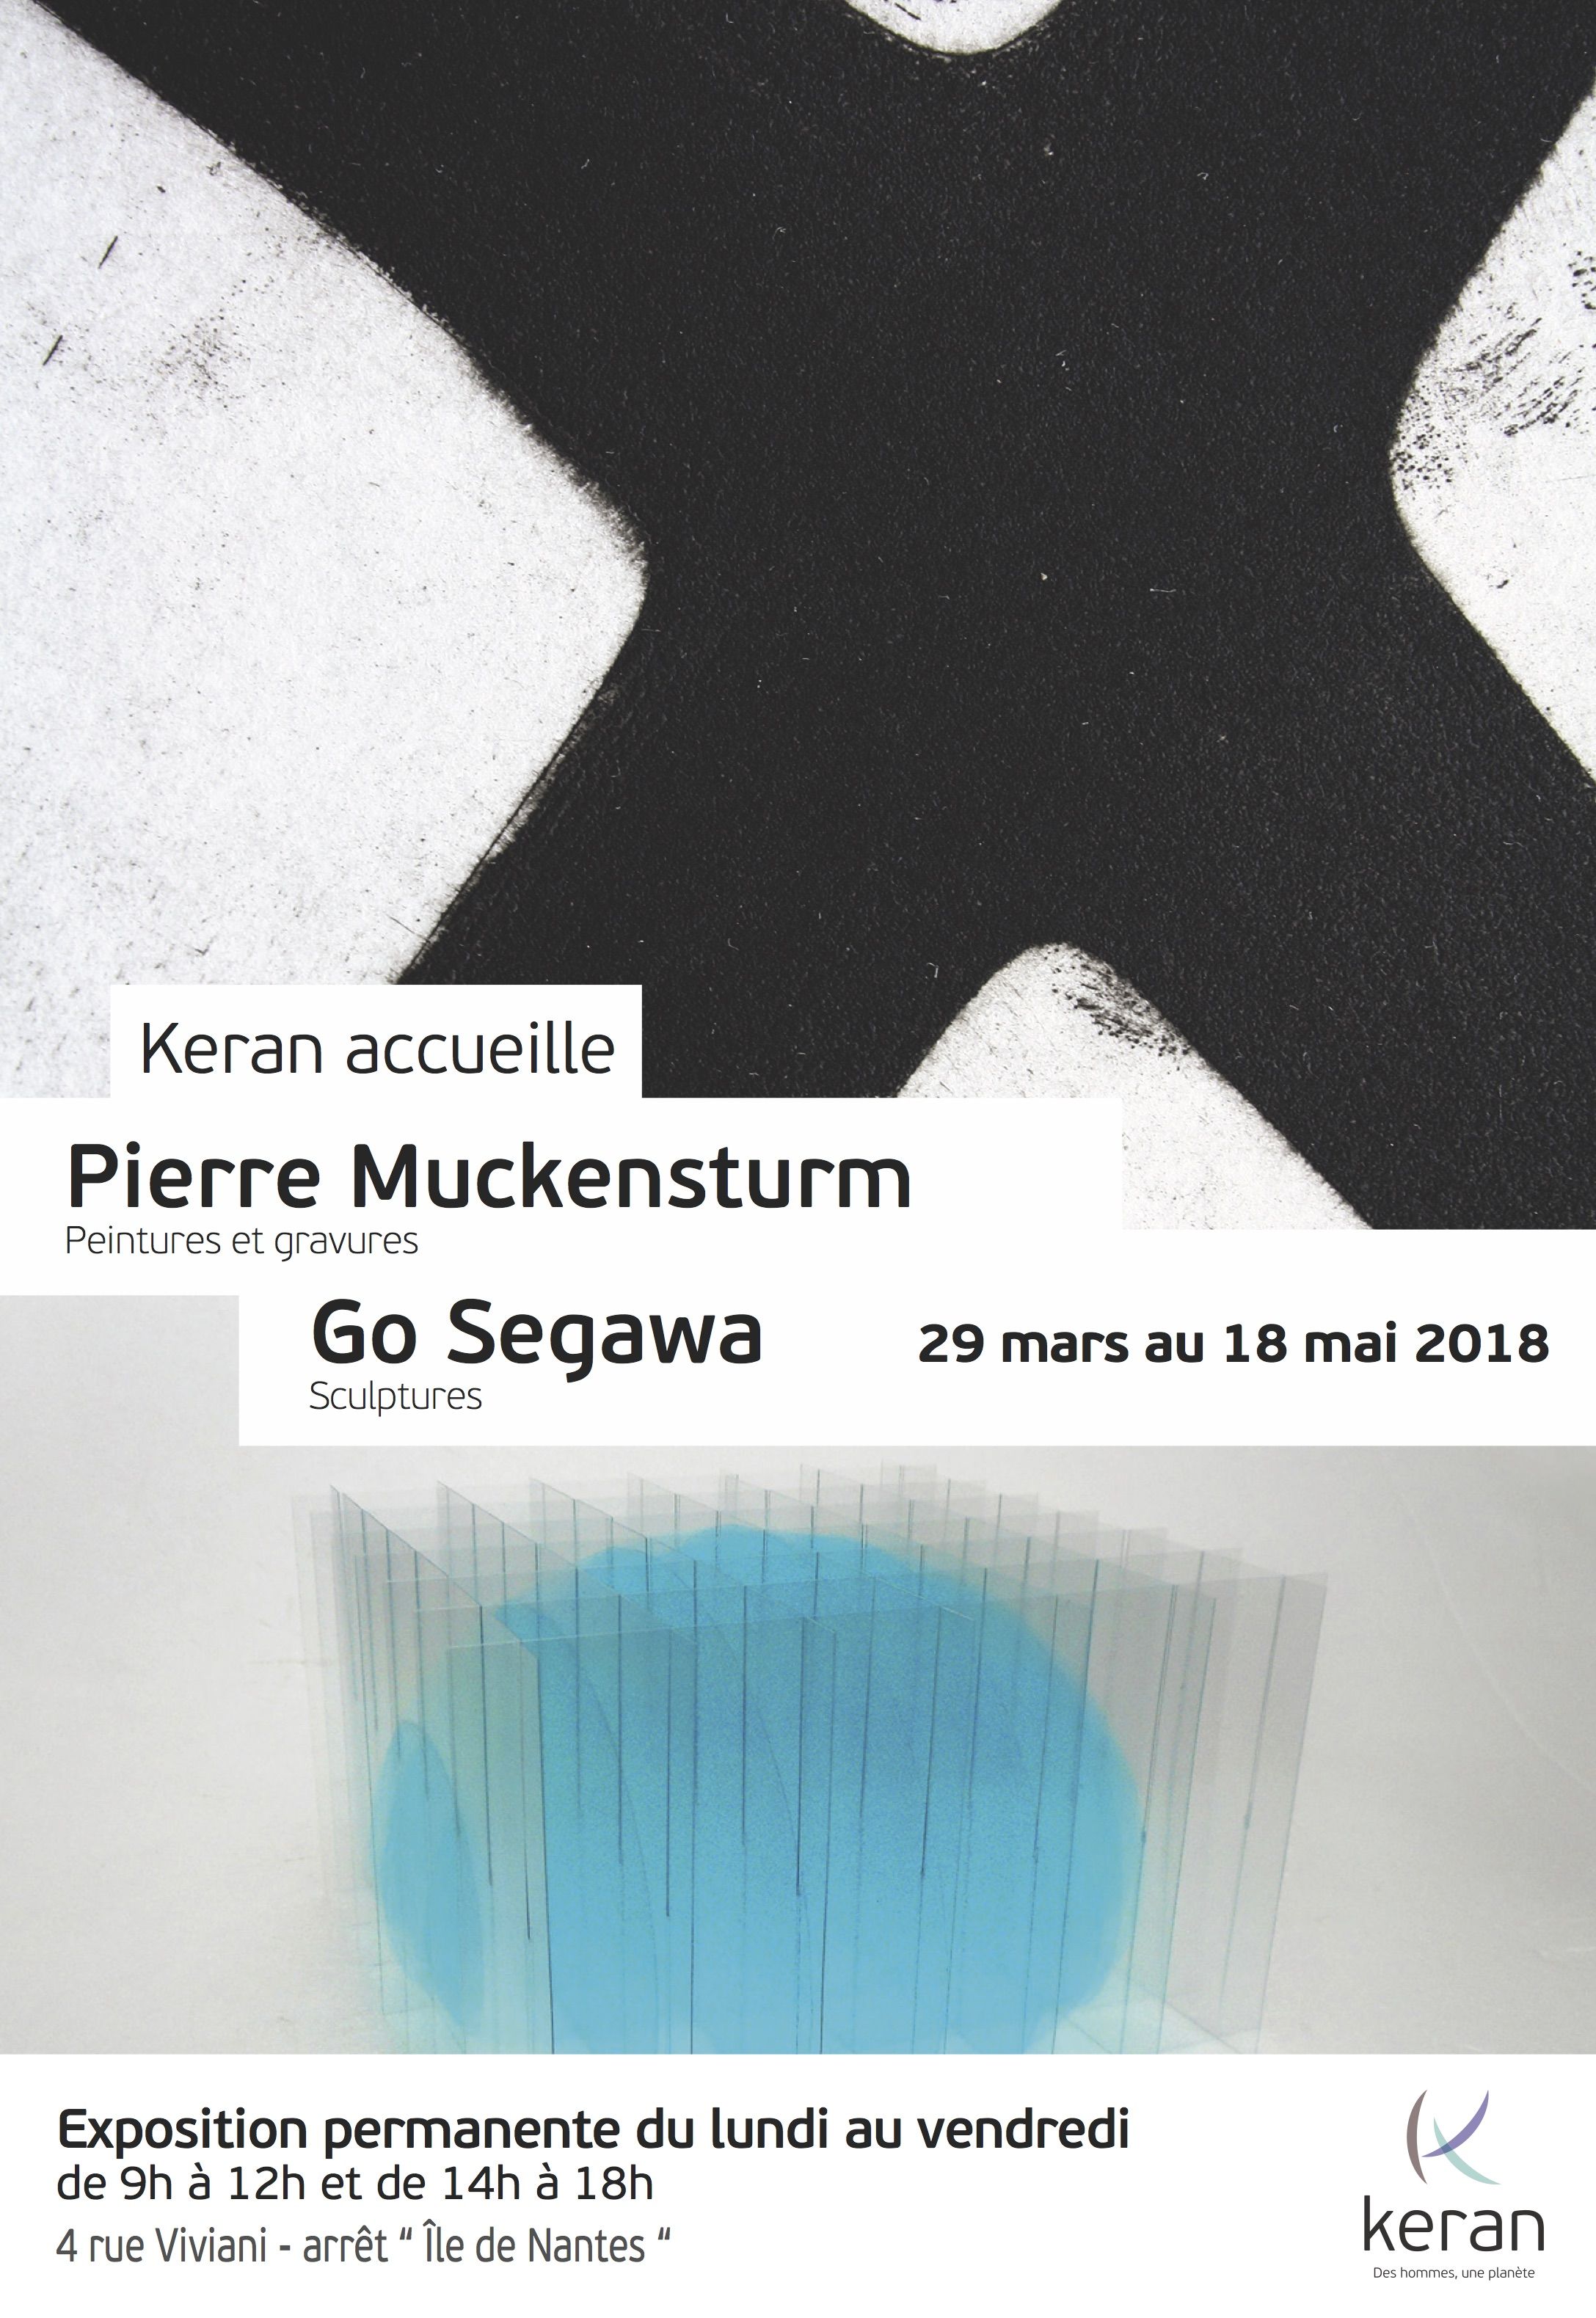 Keran accueille
Pierre Muckensturm
Peintures et gravures
Go Segawa
Sculptures
29 mars au 18 mai 2018
Exposition permanente du lundi au vendredi
de 9h à 12h et de 14h à 18h
4 rue Viviani - arrêt “ Île de Nantes “
keran
Des hommes, une planète